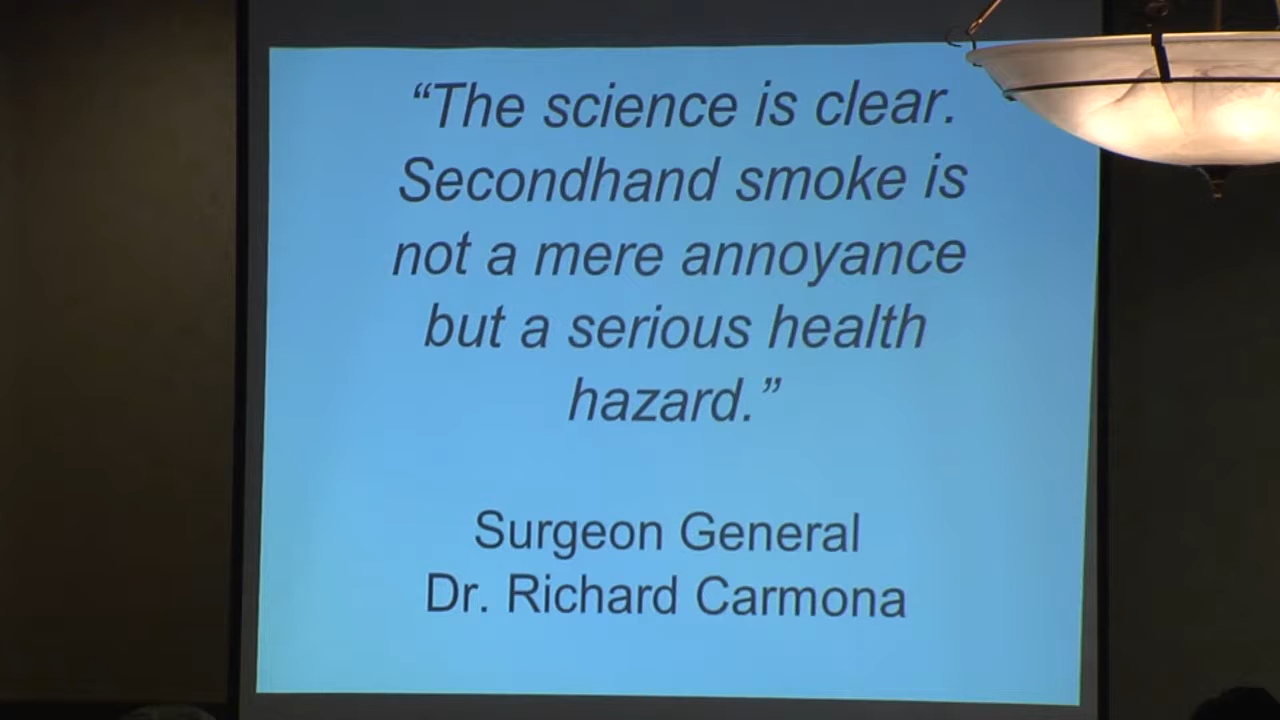 “The science is clear.
Secondhand smoke is
not a mere annoyance
but a serious health
hazard.”
Surgeon General
Dr. Richard Carmona